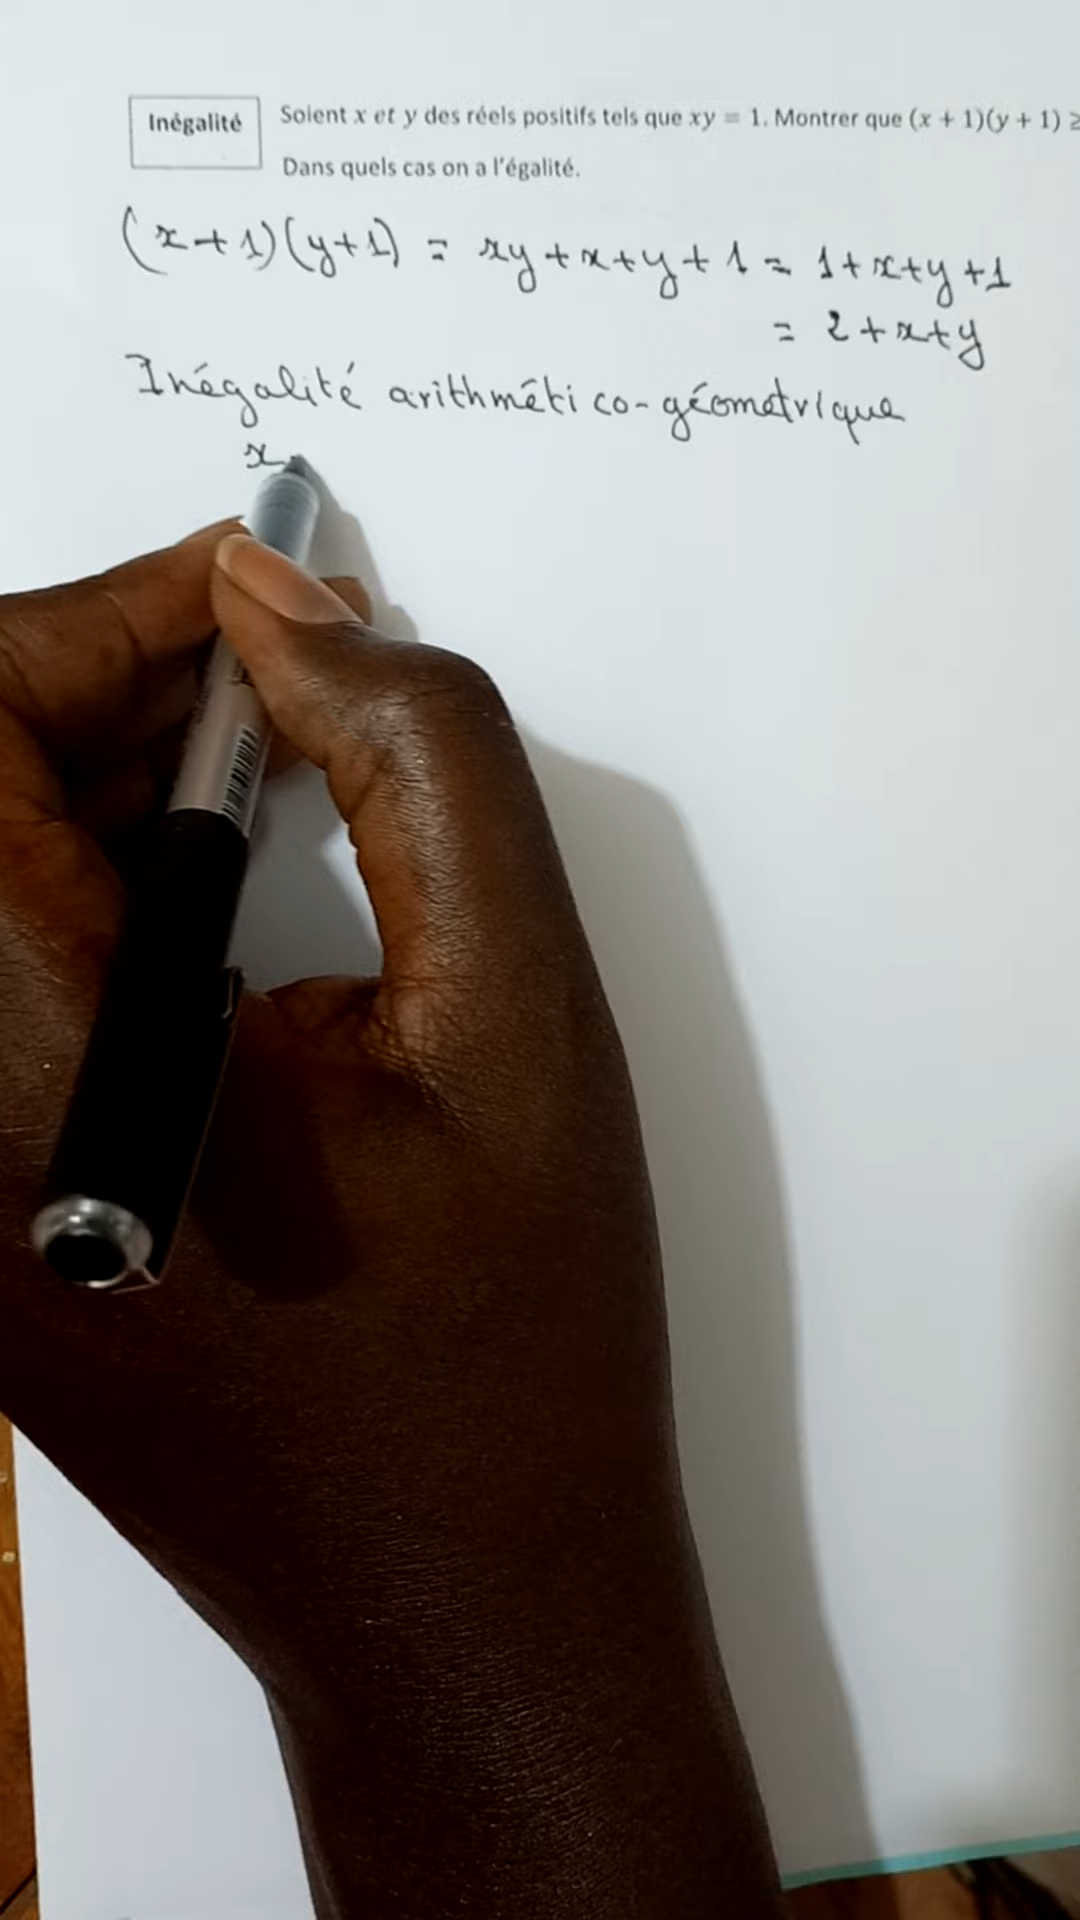 Inégalité
Soient x et y des réels positifs tels que xy = 1. Montrer que (x + 1)(y + 1) ≥
Dans quels cas on a l'égalité.
(x+1)(y+1) = xy+x+y+1 = 1+x+y+1
= 2+x+y
Inégalité arithmético-géométrique
x